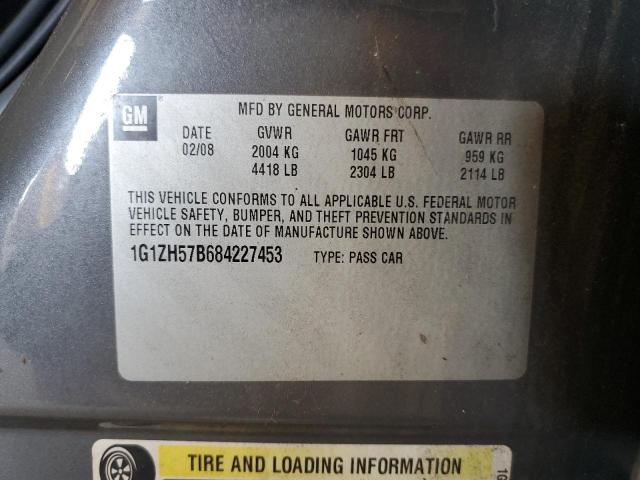 GM
MFD BY GENERAL MOTORS CORP.
DATE GVWR GAWR FRT GAWR RR
02/08 2004 KG 1045 KG 959 KG
4418 LB 2304 LB 2114 LB
THIS VEHICLE CONFORMS TO ALL APPLICABLE U.S. FEDERAL MOTOR
VEHICLE SAFETY, BUMPER, AND THEFT PREVENTION STANDARDS IN
EFFECT ON THE DATE OF MANUFACTURE SHOWN ABOVE.
1G1ZH57B684227453 TYPE: PASS CAR
TIRE AND LOADING INFORMATION